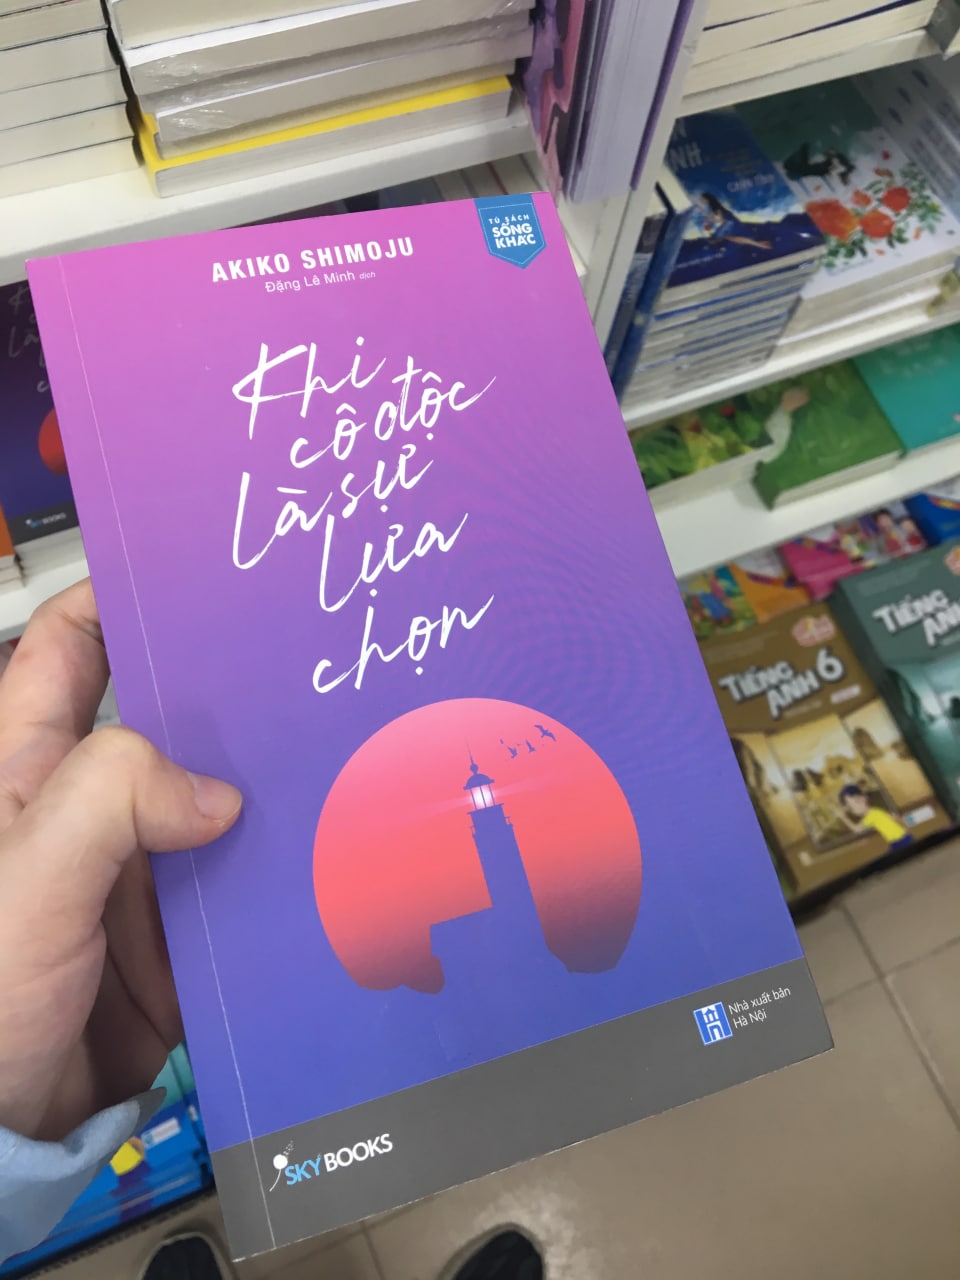 TỦ SÁCH
SỐNG
KHÁC
AKIKO SHIMOJU
Đặng Lê Minh dịch
Khi
cô độc
là sự
lựa
chọn
Nhà xuất bản
Hà Nội
SKYBOOKS
SKYBOOKS
TIẾNG
ANH 6
TIẾNG